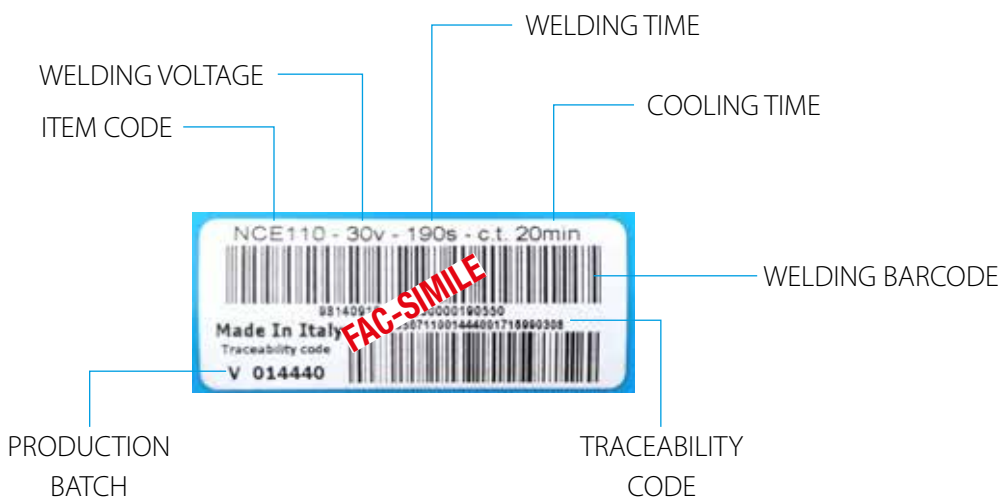 WELDING TIME
WELDING VOLTAGE
COOLING TIME
ITEM CODE
NCE110 - 30v - 190s - c.t. 20min
WELDING BARCODE
FAC-SIMILE
Made In Italy
Traceability code
V 014440
PRODUCTION
BATCH
TRACEABILITY
CODE